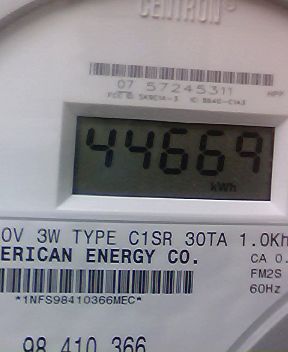 CENTRON®
07 57245311
44669
kWh
0V 3W TYPE C1SR 30TA 1.0Kh
ERICAN ENERGY CO.
CA 0.
FM2S
60Hz
*1NFS98410366MEC*
98 410 366